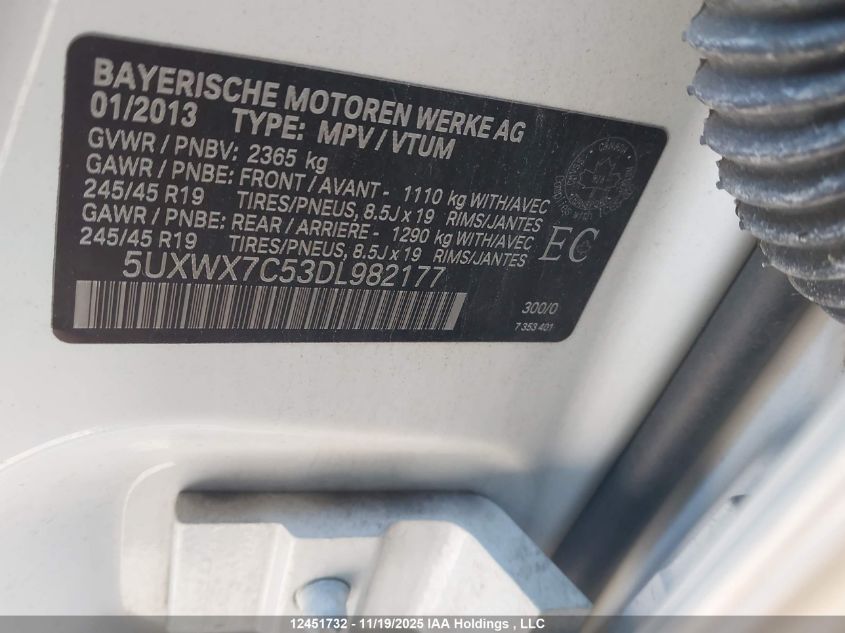 BAYERISCHE MOTOREN WERKE AG
01/2013 TYPE: MPV / VTUM
GVWR / PNBV: 2365 kg
GAWR / PNBE: FRONT / AVANT - 1110 kg WITH/AVEC
245/45 R19 TIRES/PNEUS, 8.5J x 19 RIMS/JANTES
GAWR / PNBE: REAR / ARRIERE - 1290 kg WITH/AVEC
245/45 R19 TIRES/PNEUS, 8.5J x 19 RIMS/JANTES
EC
5UXWX7C53DL982177
300/0
7 353 401
CANADA
12451732 - 11/19/2025 IAA Holdings , LLC